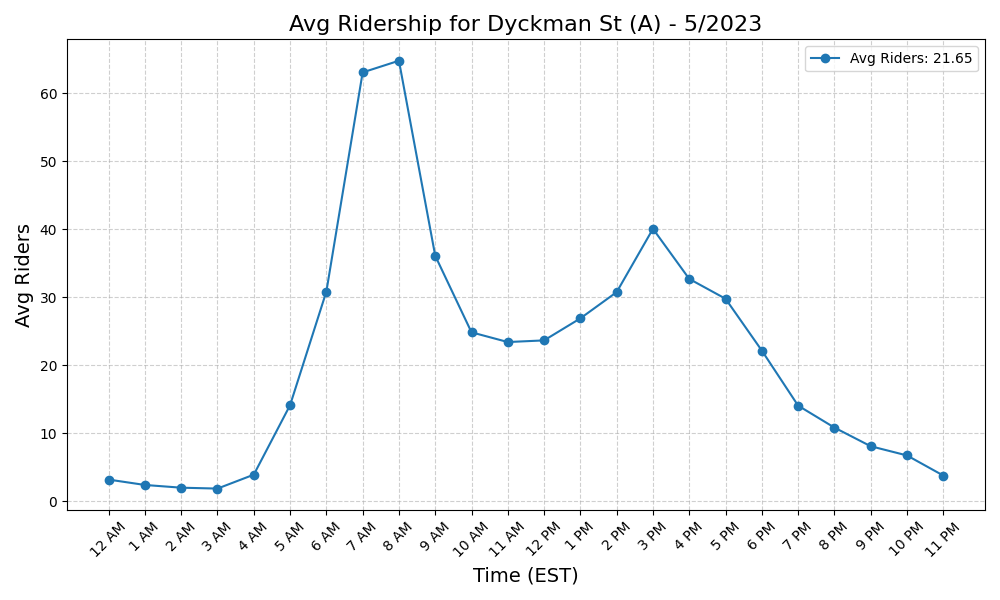 Avg Ridership for Dyckman St (A) - 5/2023
Avg Riders: 21.65
Avg Riders
60
50
40
30
20
10
0
12 AM 1 AM 2 AM 3 AM 4 AM 5 AM 6 AM 7 AM 8 AM 9 AM 10 AM 11 AM 12 PM 1 PM 2 PM 3 PM 4 PM 5 PM 6 PM 7 PM 8 PM 9 PM 10 PM 11 PM
Time (EST)